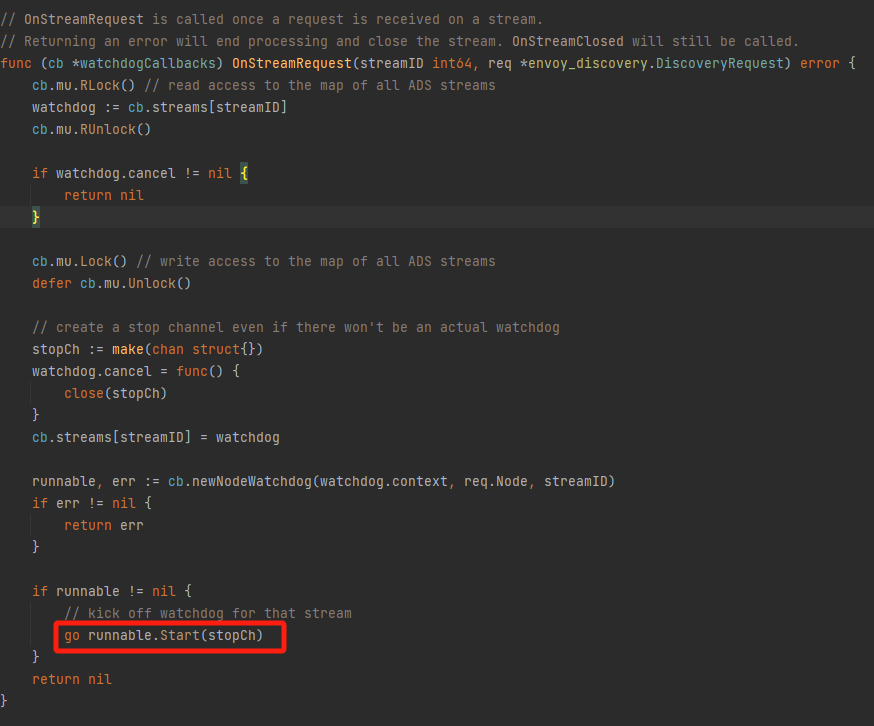 // OnStreamRequest is called once a request is received on a stream.
// Returning an error will end processing and close the stream. OnStreamClosed will still be called.
func (cb *watchdogCallbacks) OnStreamRequest(streamID int64, req *envoy_discovery.DiscoveryRequest) error {
    cb.mu.RLock() // read access to the map of all ADS streams
    watchdog := cb.streams[streamID]
    cb.mu.RUnlock()

    if watchdog.cancel != nil {
        return nil
    }

    cb.mu.Lock() // write access to the map of all ADS streams
    defer cb.mu.Unlock()

    // create a stop channel even if there won't be an actual watchdog
    stopCh := make(chan struct{})
    watchdog.cancel = func() {
        close(stopCh)
    }
    cb.streams[streamID] = watchdog

    runnable, err := cb.newNodeWatchdog(watchdog.context, req.Node, streamID)
    if err != nil {
        return err
    }

    if runnable != nil {
        // kick off watchdog for that stream
        go runnable.Start(stopCh)
    }
    return nil
}